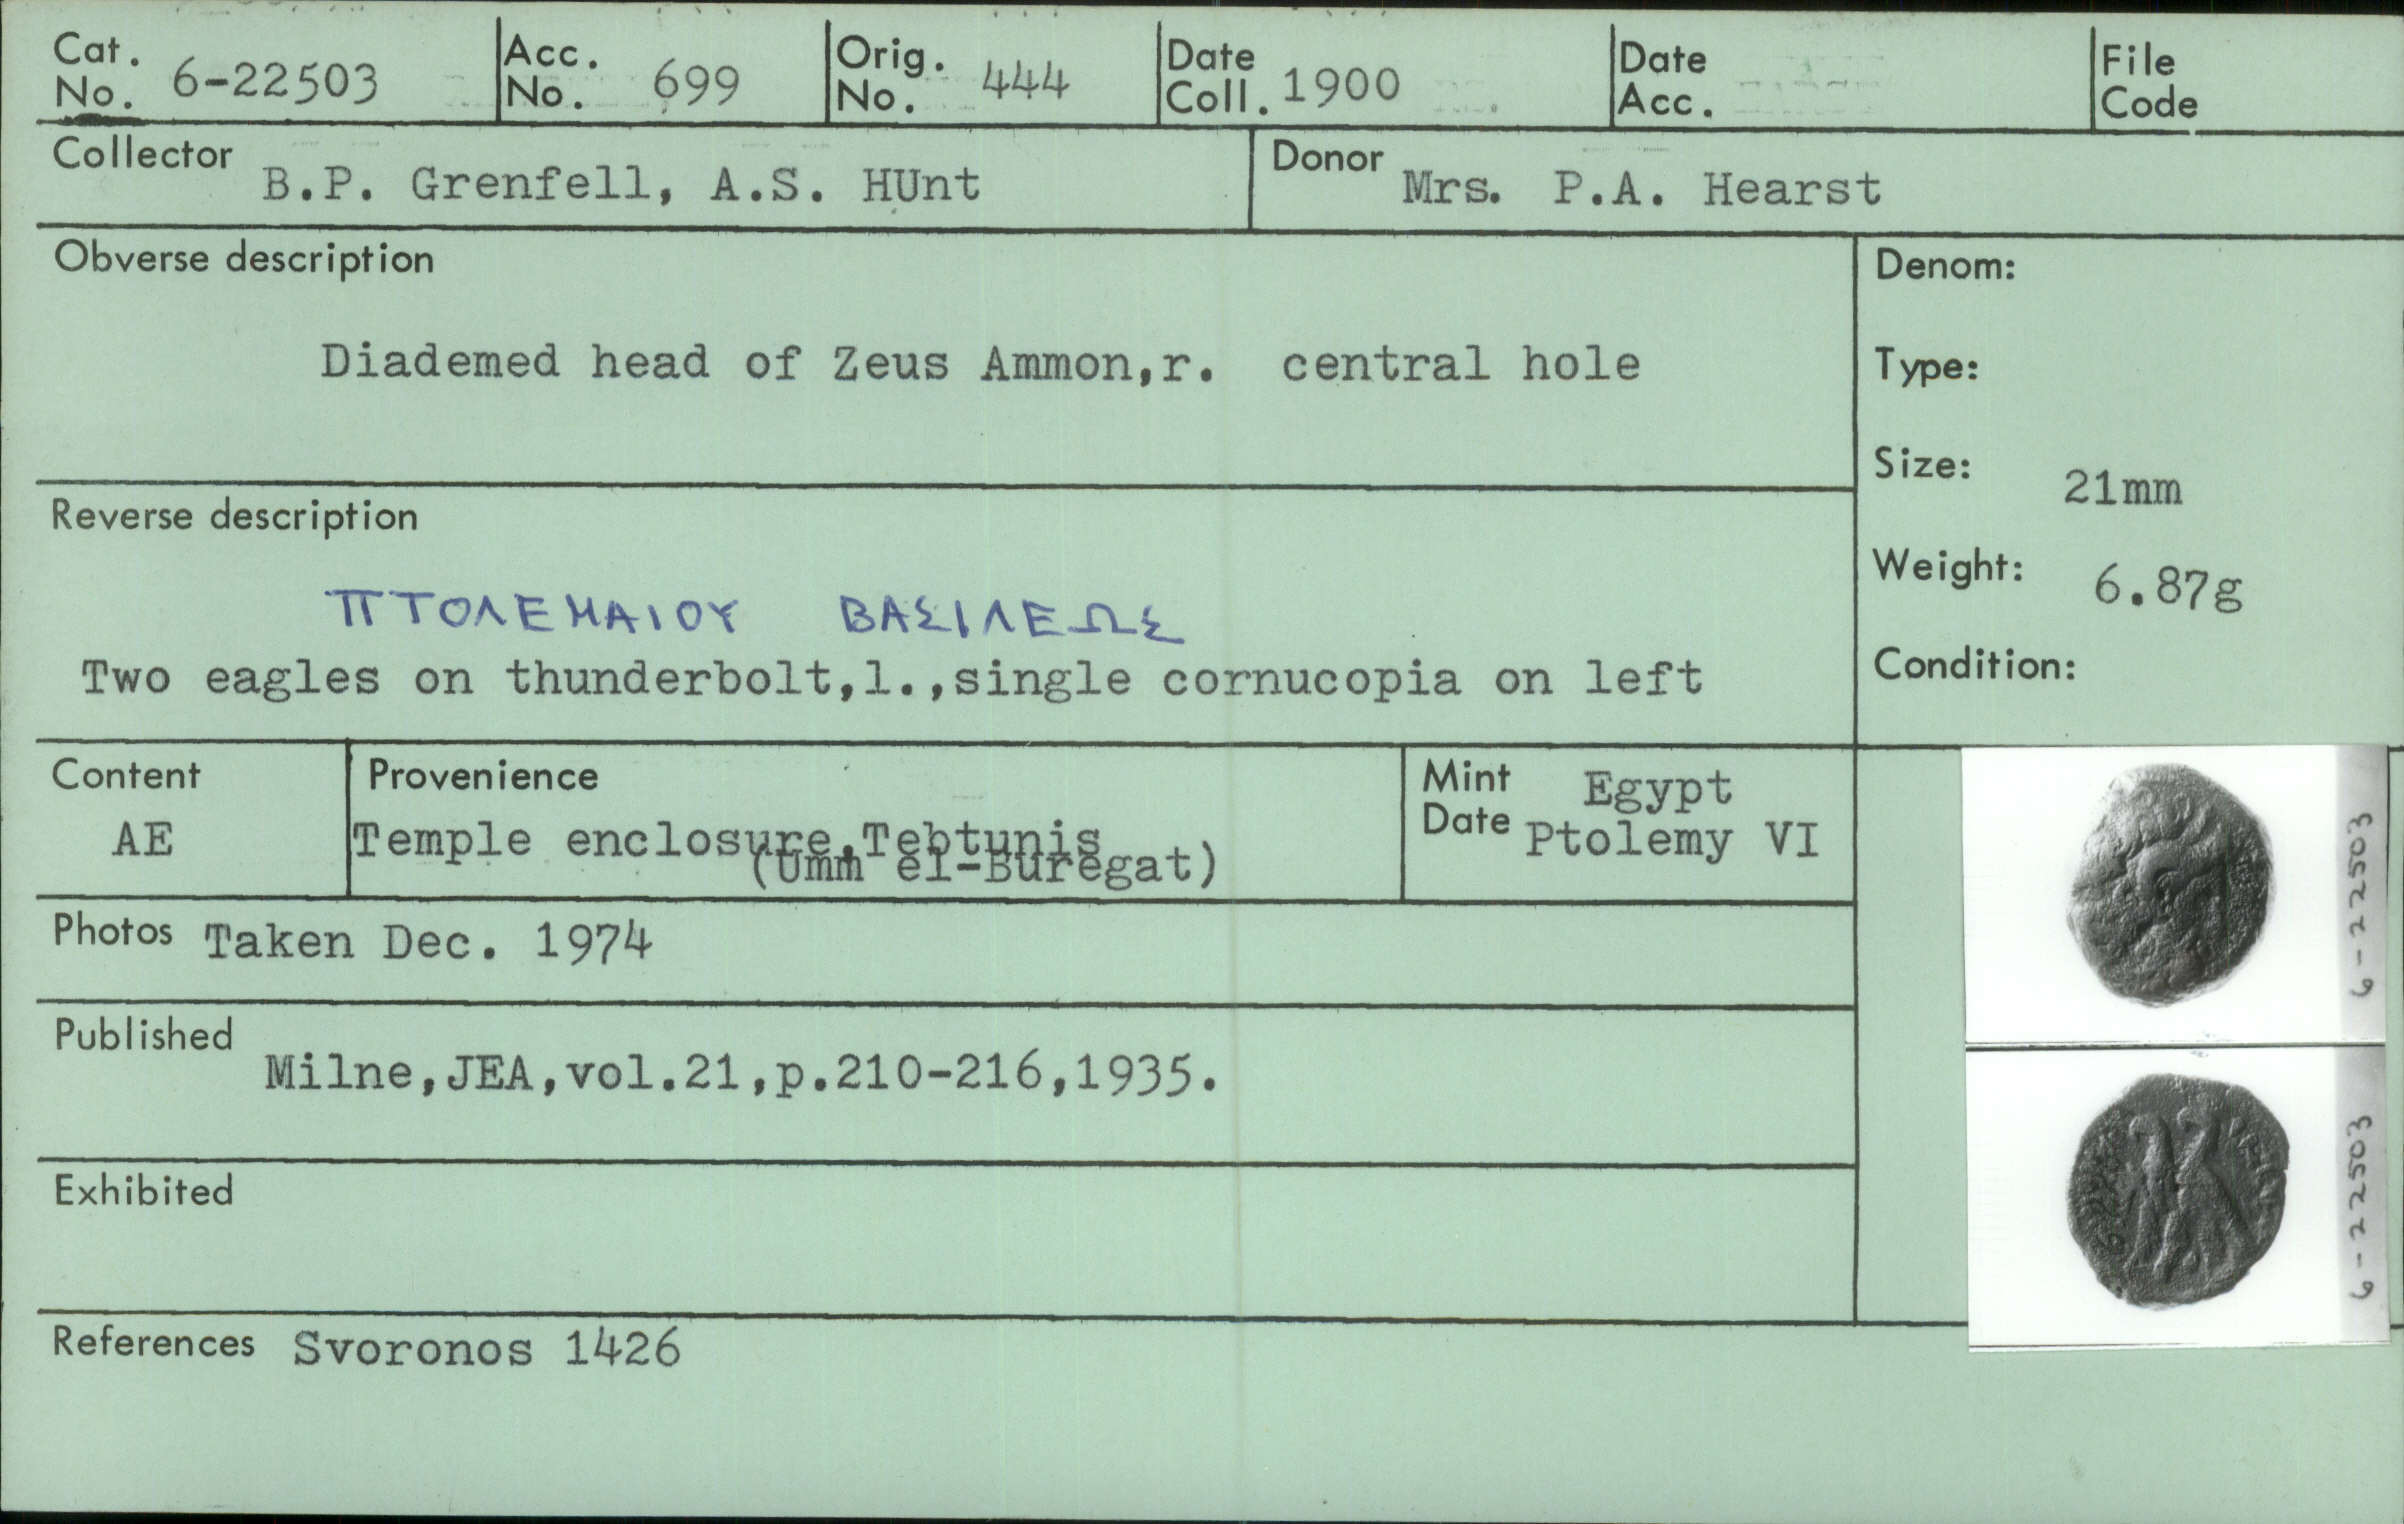 Cat. No. 6-22503
Acc. No. 699
Orig. No. 444
Date Coll. 1900
Date Acc.
File Code
Collector B.P. Grenfell, A.S. HUnt
Donor Mrs. P.A. Hearst
Obverse description
Diademed head of Zeus Ammon,r. central hole
Denom:
Type:
Size: 21mm
Weight: 6.87g
Condition:
Reverse description
ΠΤΟΛΕΜΑΙΟΥ ΒΑΣΙΛΕΩΣ
Two eagles on thunderbolt,l.,single cornucopia on left
Content
AE
Provenience
Temple enclosure,Tebtunis
(Umm el-Buregat)
Mint Egypt
Date Ptolemy VI
Photos Taken Dec. 1974
Published
Milne,JEA,vol.21,p.210-216,1935.
Exhibited
References Svoronos 1426
6-22503
6-22503